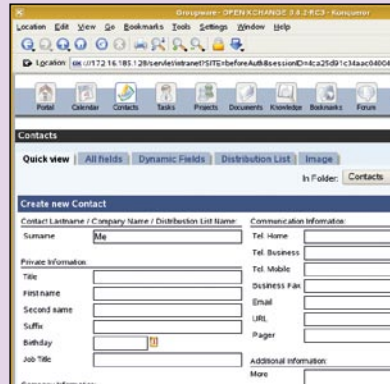 Groupware - OPEN-XCHANGE 0.8.2-RC3 - Konqueror
Location Edit View Go Bookmarks Tools Settings Window Help
Location:
Portal Calendar Contacts Tasks Projects Documents Knowledge Bookmarks Forum
Contacts
Quick view All fields Dynamic Fields Distribution List Image
In Folder: Contacts
Create new Contact
Contact Lastname / Company Name / Distribution List Name: Communication Information:
Surname Me Tel. Home
Tel. Business
Private Information: Tel. Mobile
Title Business Fax
First name Email
Second name URL
Suffix Pager
Birthday
Job Title Additional Information:
More
Company Information: